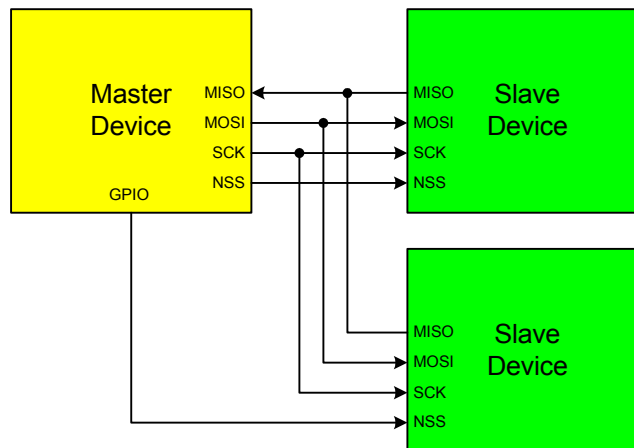 Master
Device
MISO
MOSI
SCK
NSS
GPIO
MISO
MOSI
SCK
NSS
Slave
Device
MISO
MOSI
SCK
NSS
Slave
Device